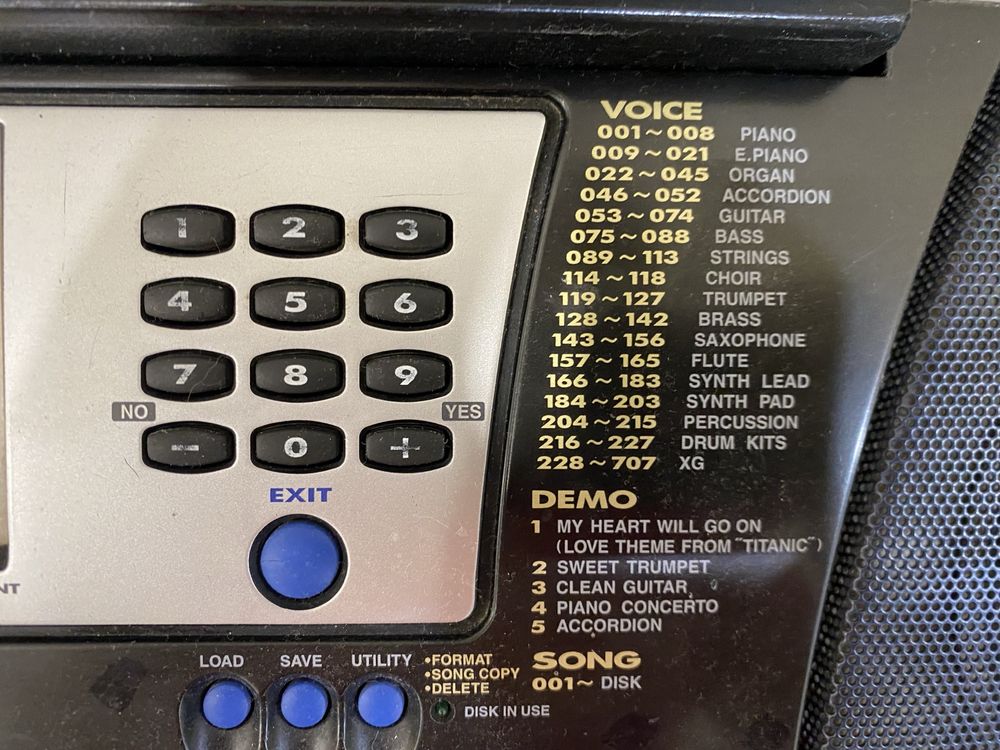 VOICE
001~008 PIANO
009~021 E.PIANO
022~045 ORGAN
046~052 ACCORDION
053~074 GUITAR
075~088 BASS
089~113 STRINGS
114~118 CHOIR
119~127 TRUMPET
128~142 BRASS
143~156 SAXOPHONE
157~165 FLUTE
166~183 SYNTH LEAD
184~203 SYNTH PAD
204~215 PERCUSSION
216~227 DRUM KITS
228~707 XG
1 2 3
4 5 6
7 8 9
NO YES
- 0 +
EXIT
DEMO
1 MY HEART WILL GO ON
(LOVE THEME FROM "TITANIC")
2 SWEET TRUMPET
3 CLEAN GUITAR
4 PIANO CONCERTO
5 ACCORDION
NT
LOAD SAVE UTILITY
•FORMAT
•SONG COPY
•DELETE
SONG
001~ DISK
DISK IN USE